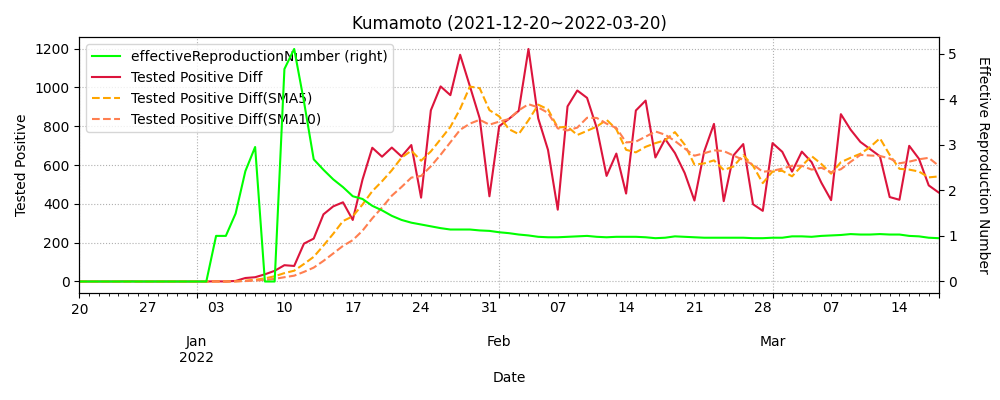 Kumamoto (2021-12-20~2022-03-20)
effectiveReproductionNumber (right)
Tested Positive Diff
Tested Positive Diff(SMA5)
Tested Positive Diff(SMA10)
Tested Positive
1200
1000
800
600
400
200
0
5
4
3
2
1
0
Effective Reproduction Number
20 27 03 10 17 24 31 07 14 21 28 07 14
Jan Feb Mar
2022
Date